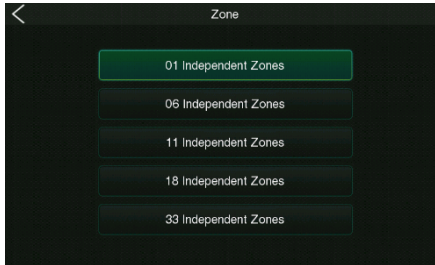 Zone
01 Independent Zones
06 Independent Zones
11 Independent Zones
18 Independent Zones
33 Independent Zones